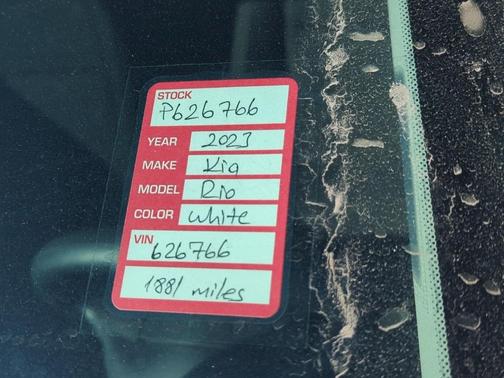 STOCK
P626766
YEAR 2023
MAKE Kia
MODEL Rio
COLOR white
VIN
626766
1881 miles